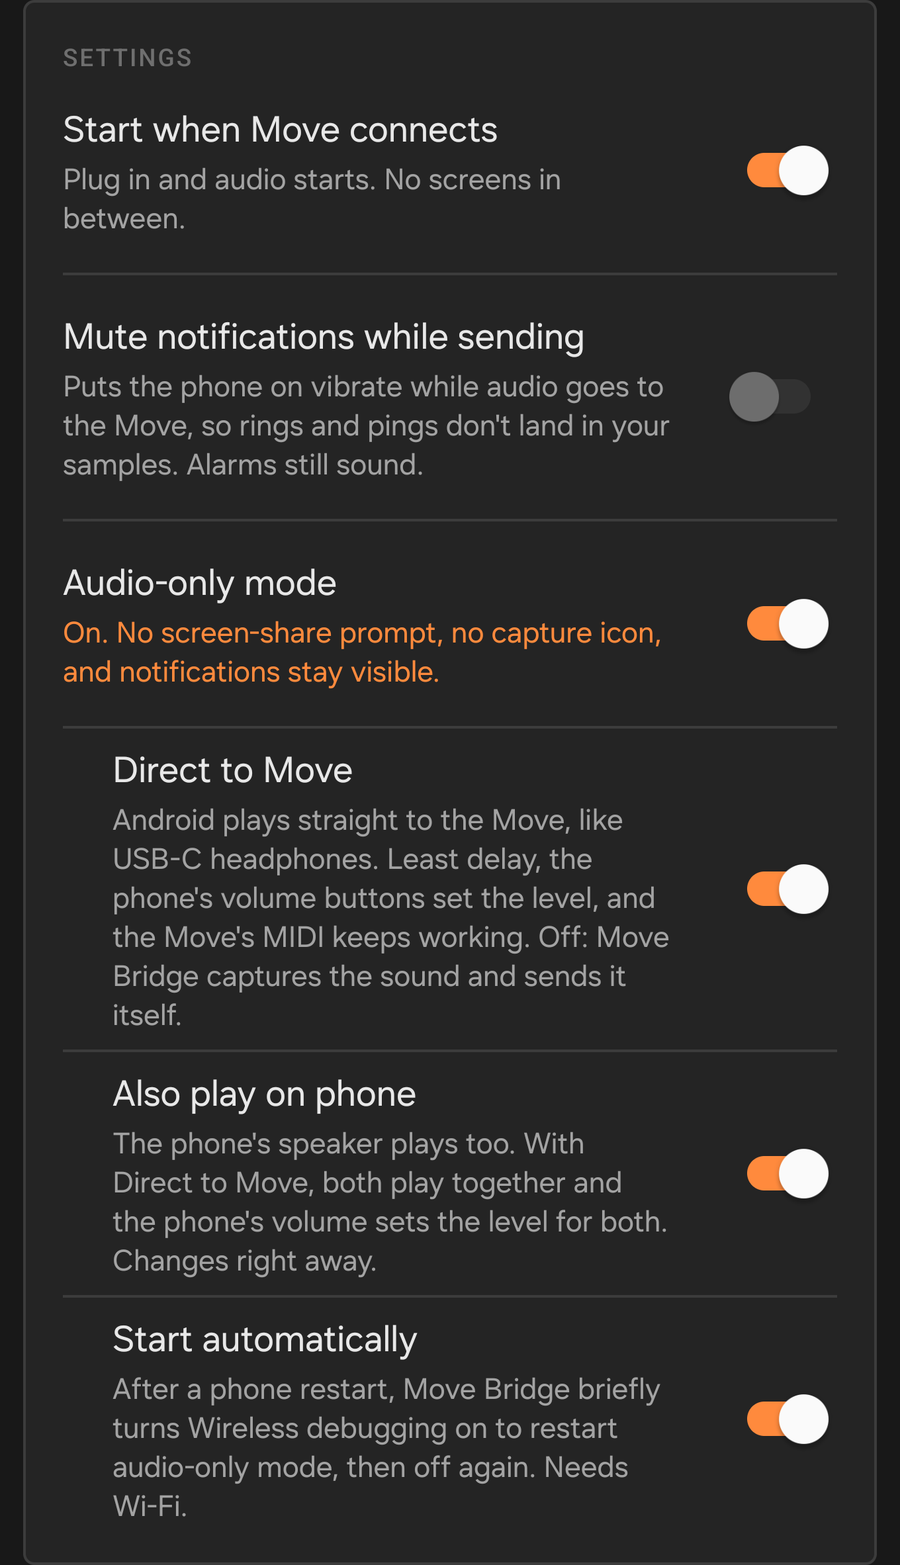 SETTINGS
Start when Move connects
Plug in and audio starts. No screens in
between.
Mute notifications while sending
Puts the phone on vibrate while audio goes to
the Move, so rings and pings don't land in your
samples. Alarms still sound.
Audio-only mode
On. No screen-share prompt, no capture icon,
and notifications stay visible.
Direct to Move
Android plays straight to the Move, like
USB-C headphones. Least delay, the
phone's volume buttons set the level, and
the Move's MIDI keeps working. Off: Move
Bridge captures the sound and sends it
itself.
Also play on phone
The phone's speaker plays too. With
Direct to Move, both play together and
the phone's volume sets the level for both.
Changes right away.
Start automatically
After a phone restart, Move Bridge briefly
turns Wireless debugging on to restart
audio-only mode, then off again. Needs
Wi-Fi.